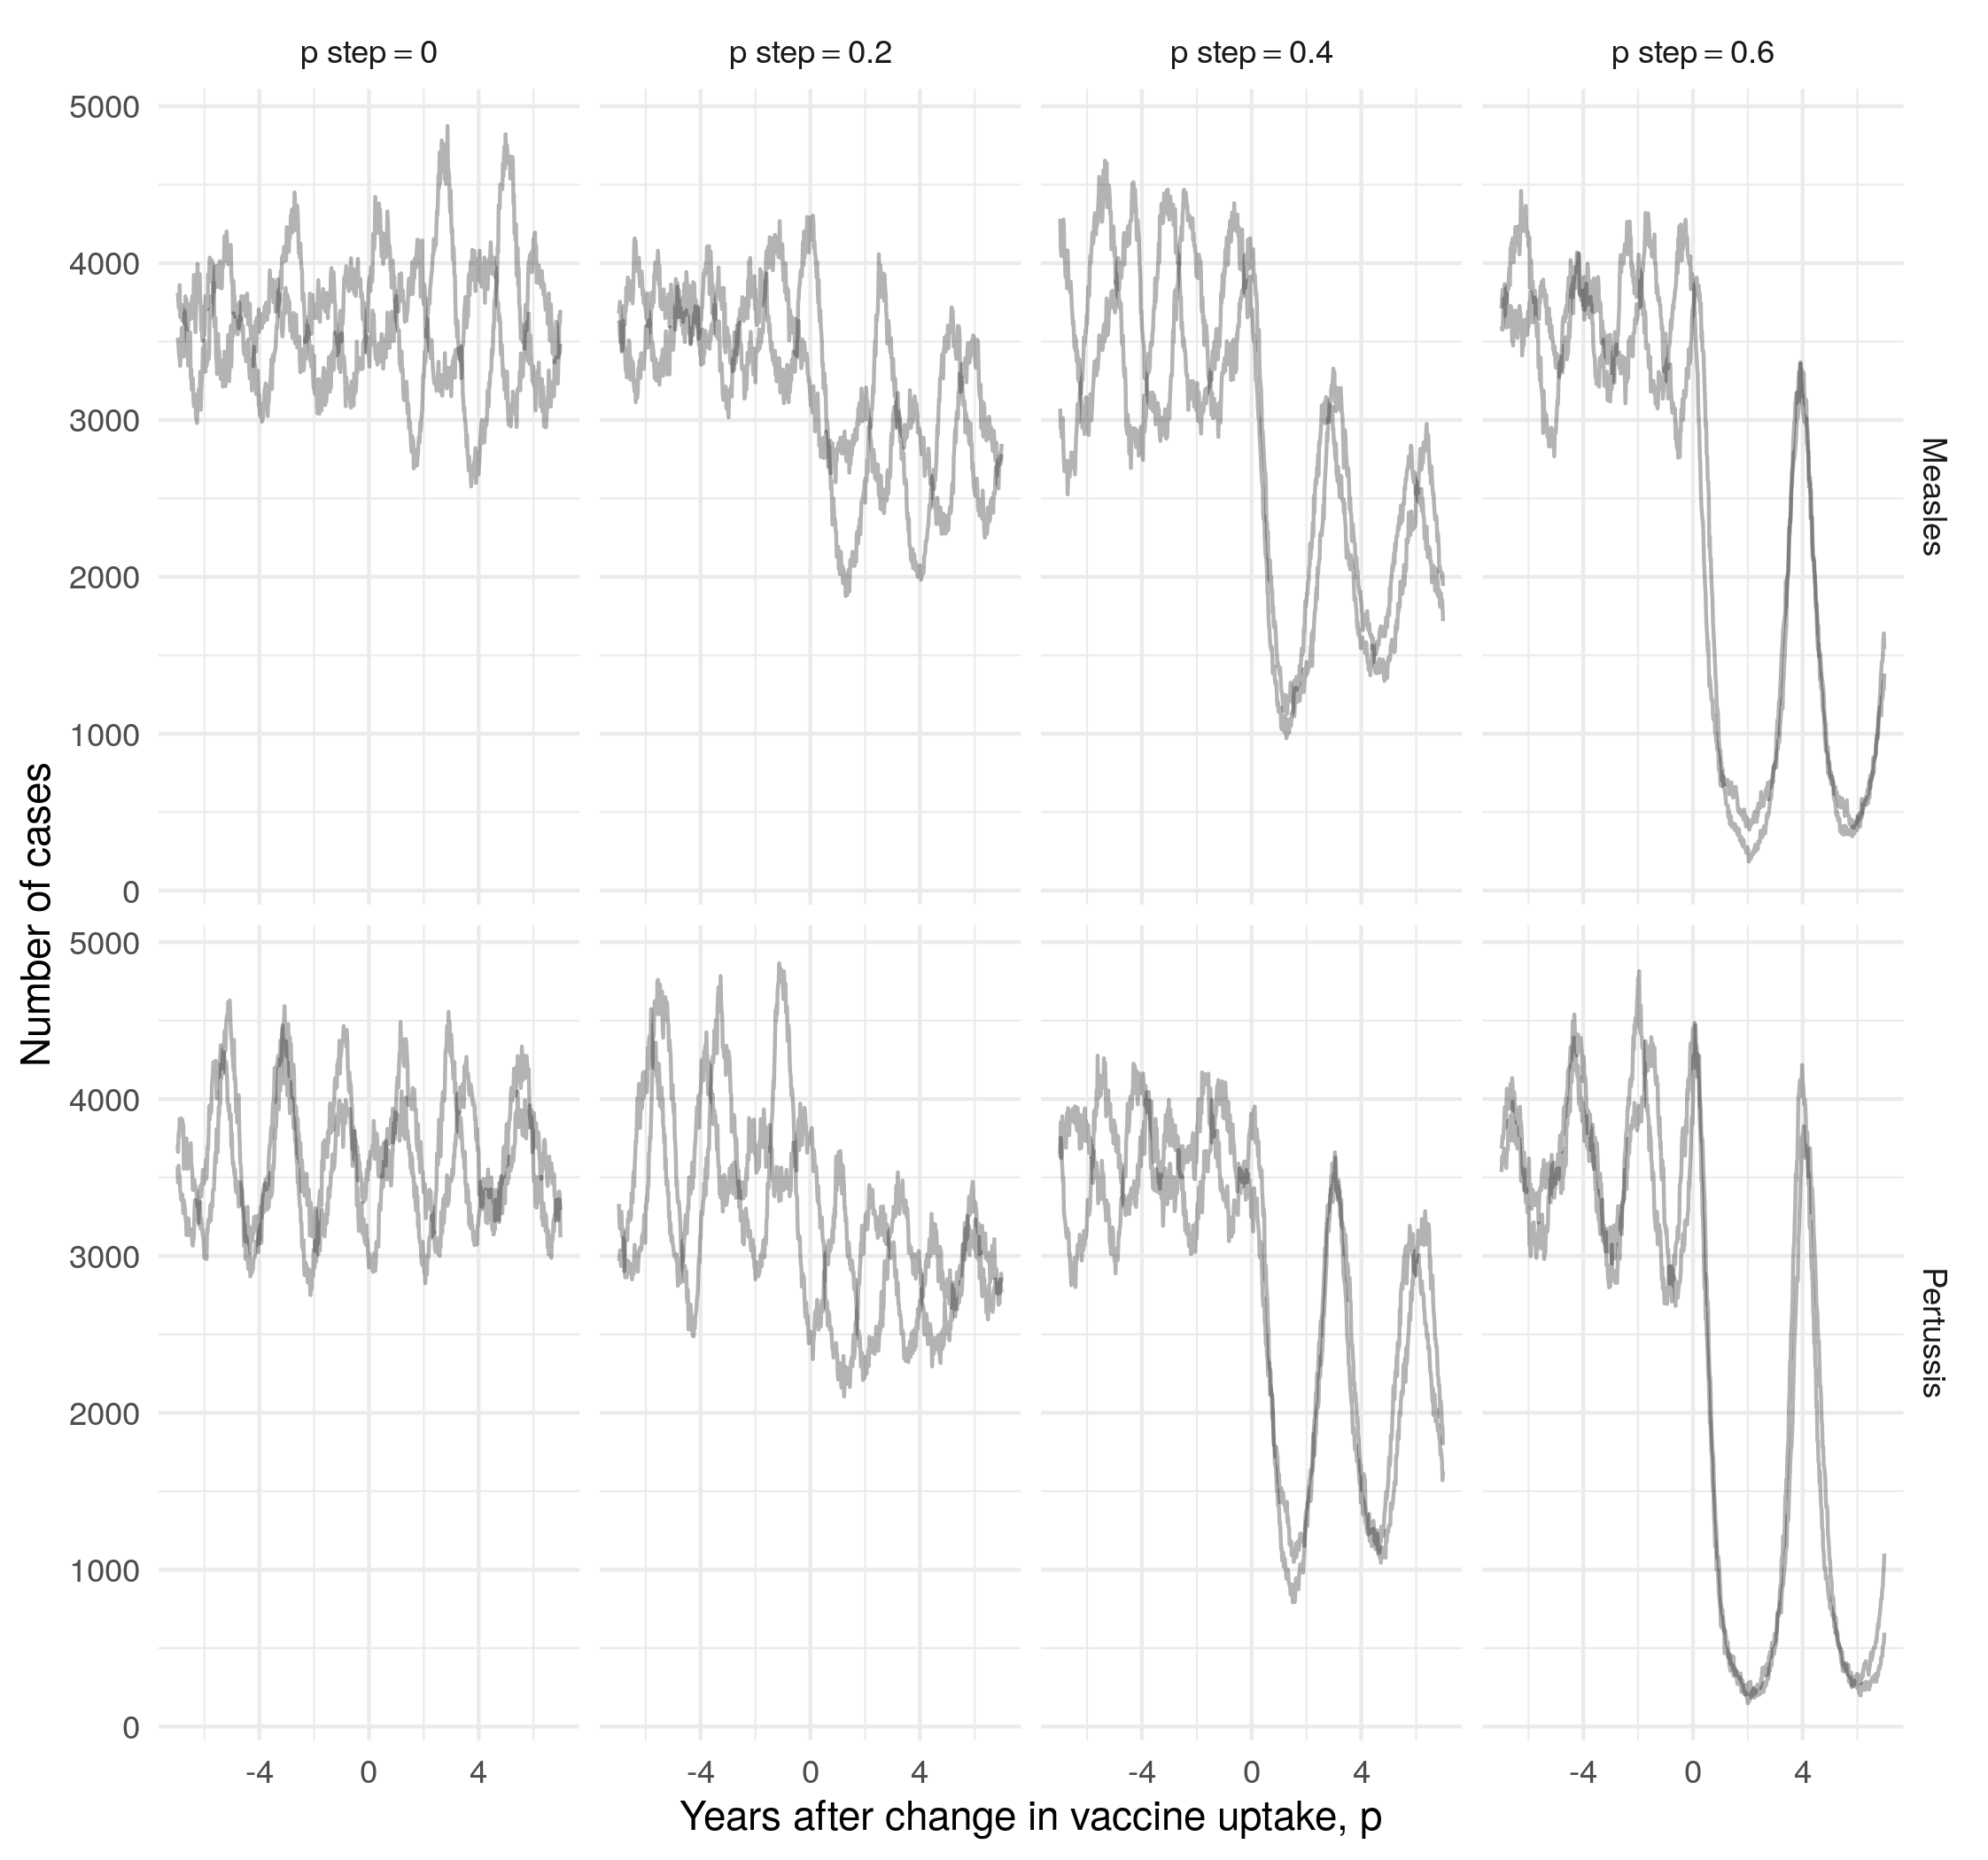 p step = 0
p step = 0.2
p step = 0.4
p step = 0.6
5000
4000
3000
2000
1000
0
Measles
Number of cases
5000
4000
3000
2000
1000
0
Pertussis
-4 0 4
-4 0 4
-4 0 4
-4 0 4
Years after change in vaccine uptake, p